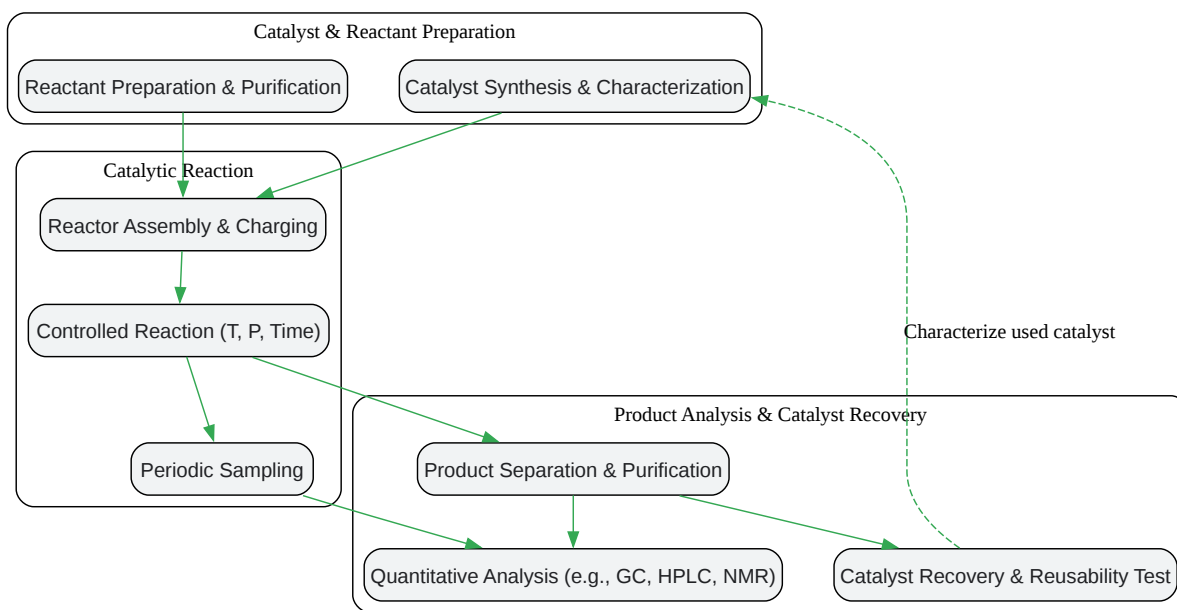 Catalyst & Reactant Preparation
Reactant Preparation & Purification
Catalyst Synthesis & Characterization
Catalytic Reaction
Reactor Assembly & Charging
Controlled Reaction (T, P, Time)
Characterize used catalyst
Product Analysis & Catalyst Recovery
Periodic Sampling
Product Separation & Purification
Quantitative Analysis (e.g., GC, HPLC, NMR)
Catalyst Recovery & Reusability Test